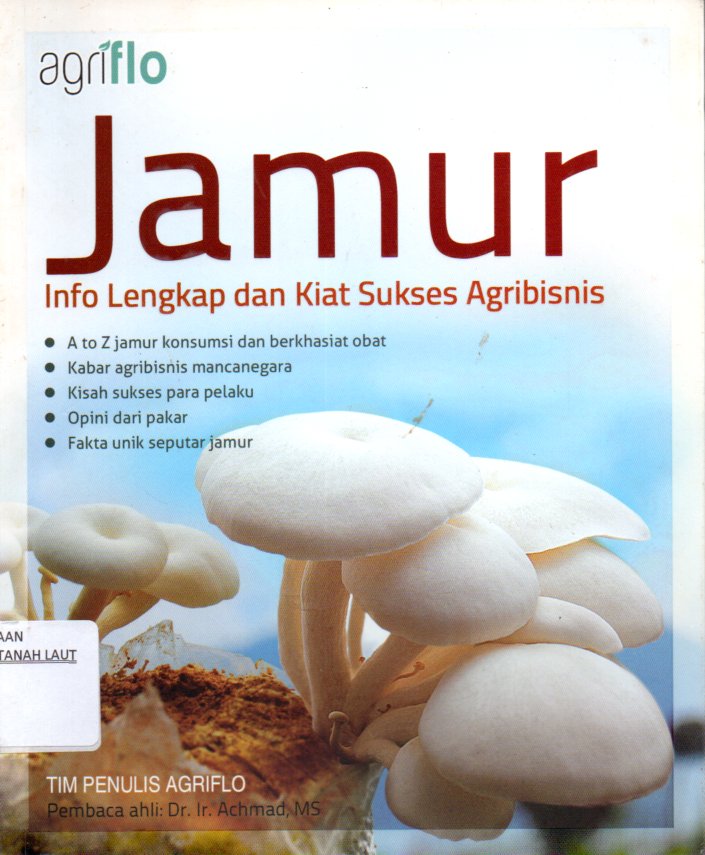 agriflo
Jamur
Info Lengkap dan Kiat Sukses Agribisnis
● A to Z jamur konsumsi dan berkhasiat obat
● Kabar agribisnis mancanegara
● Kisah sukses para pelaku
● Opini dari pakar
● Fakta unik seputar jamur
AAN
TANAH LAUT
TIM PENULIS AGRIFLO
Pembaca ahli: Dr. Ir. Achmad, MS